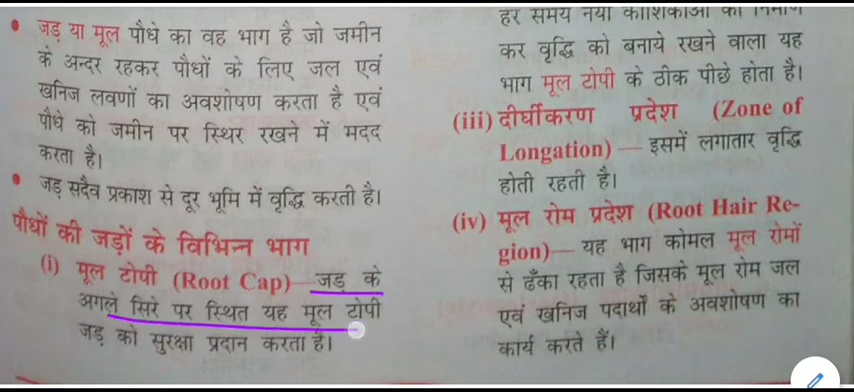 जड़ या मूल पौधे का वह भाग है जो जमीन
के अन्दर रहकर पौधों के लिए जल एवं
खनिज लवणों का अवशोषण करता है एवं
पौधे को जमीन पर स्थिर रखने में मदद
करता है।
जड़ सदैव प्रकाश से दूर भूमि में वृद्धि करती है।
पौधों की जड़ों के विभिन्न भाग
(i) मूल टोपी (Root Cap)—जड़ के
अगले सिरे पर स्थित यह मूल टोपी
जड़ को सुरक्षा प्रदान करता है।
हर समय नयी कोशिकाओं का निर्माण
कर वृद्धि को बनाये रखने वाला यह
भाग मूल टोपी के ठीक पीछे होता है।
(iii) दीर्घीकरण प्रदेश (Zone of
Longation) — इसमें लगातार वृद्धि
होती रहती है।
(iv) मूल रोम प्रदेश (Root Hair Re-
gion)— यह भाग कोमल मूल रोमों
से ढँका रहता है जिसके मूल रोम जल
एवं खनिज पदार्थों के अवशोषण का
कार्य करते हैं।